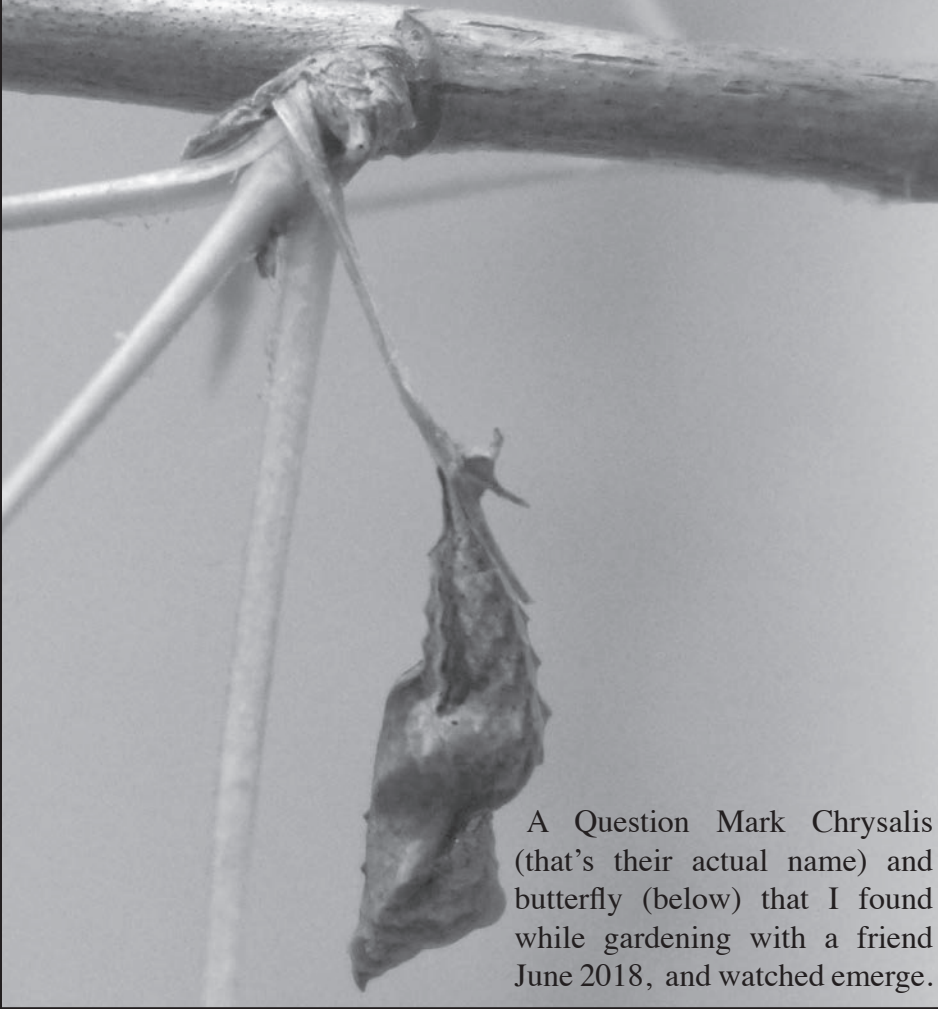 A Question Mark Chrysalis
(that’s their actual name) and
butterfly (below) that I found
while gardening with a friend
June 2018, and watched emerge.